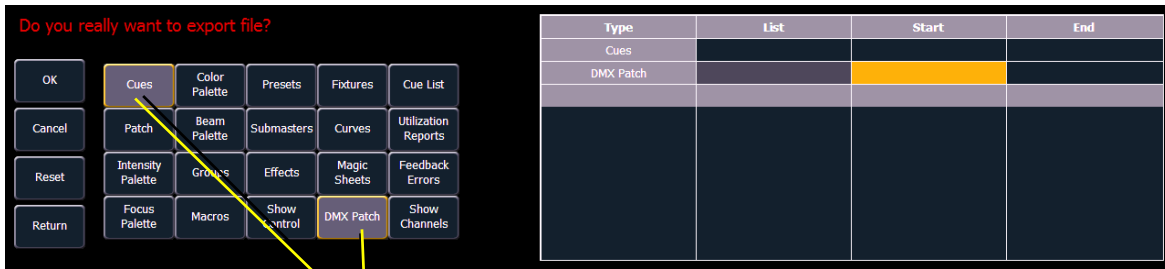 Do you really want to export file?
OK
Cancel
Reset
Return
Cues
Color
Palette
Presets
Fixtures
Cue List
Patch
Beam
Palette
Submasters
Curves
Utilization
Reports
Intensity
Palette
Groups
Effects
Magic
Sheets
Feedback
Errors
Focus
Palette
Macros
Show
Control
DMX Patch
Show
Channels
Type List Start End
Cues
DMX Patch